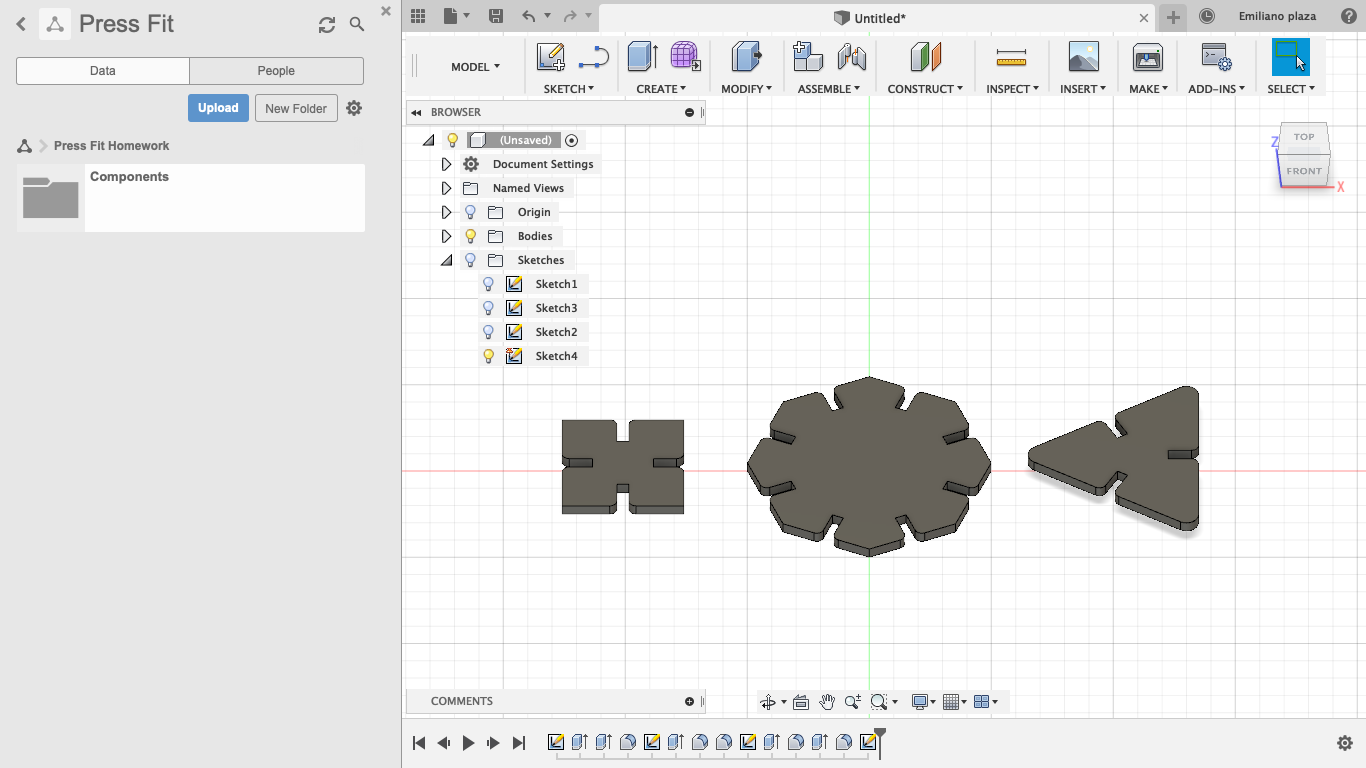 Press Fit
Data
People
Upload
New Folder
Press Fit Homework
Components
Untitled*
Emiliano plaza
MODEL
SKETCH
CREATE
MODIFY
ASSEMBLE
CONSTRUCT
INSPECT
INSERT
MAKE
ADD-INS
SELECT
BROWSER
(Unsaved)
Document Settings
Named Views
Origin
Bodies
Sketches
Sketch1
Sketch3
Sketch2
Sketch4
Z
TOP
FRONT
X
COMMENTS